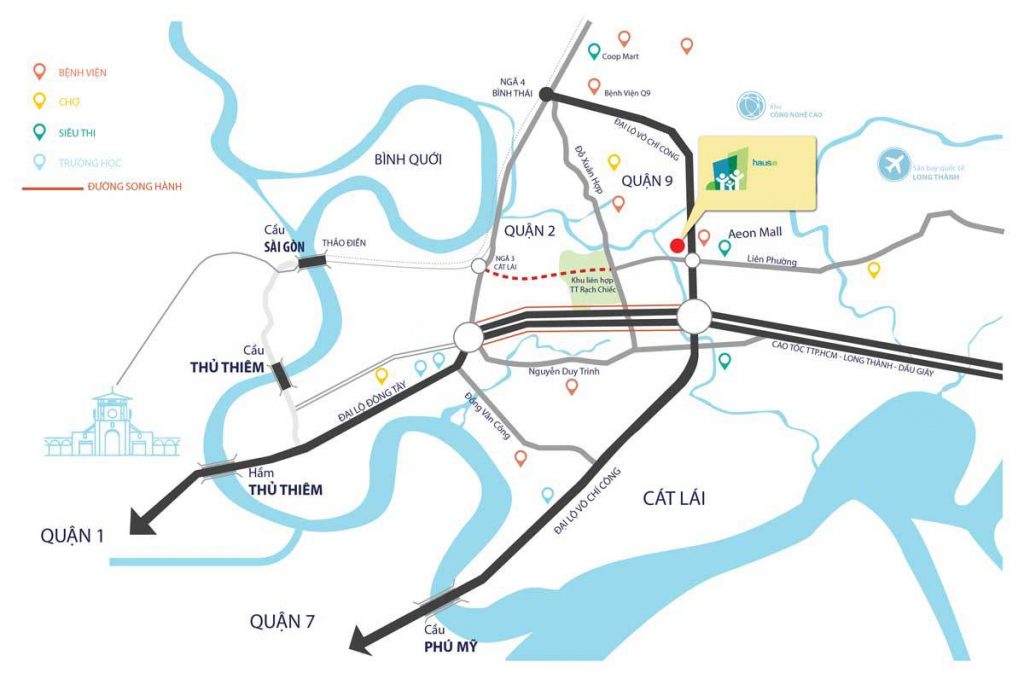 BỆNH VIỆN
CHỢ
SIÊU THỊ
TRƯỜNG HỌC
ĐƯỜNG SONG HÀNH
Coop Mart
NGÃ 4
BÌNH THÁI
Bệnh Viện Q9
Khu
CÔNG NGHỆ CAO
ĐẠI LỘ VÕ CHÍ CÔNG
BÌNH QUỚI
Đỗ Xuân Hợp
QUẬN 9
hausa
Sân bay quốc tế
LONG THÀNH
Cầu
SÀI GÒN
THẢO ĐIỀN
QUẬN 2
Aeon Mall
NGÃ 3
CÁT LÁI
Liên Phường
Khu liên hợp
TT Rạch Chiếc
Cầu
THỦ THIÊM
CAO TỐC TTP.HCM - LONG THÀNH - DẦU GIÂY
Nguyễn Duy Trinh
ĐẠI LỘ ĐÔNG TÂY
Đồng Văn Cống
Hầm
THỦ THIÊM
ĐẠI LỘ VÕ CHÍ CÔNG
CÁT LÁI
QUẬN 1
QUẬN 7
Cầu
PHÚ MỸ